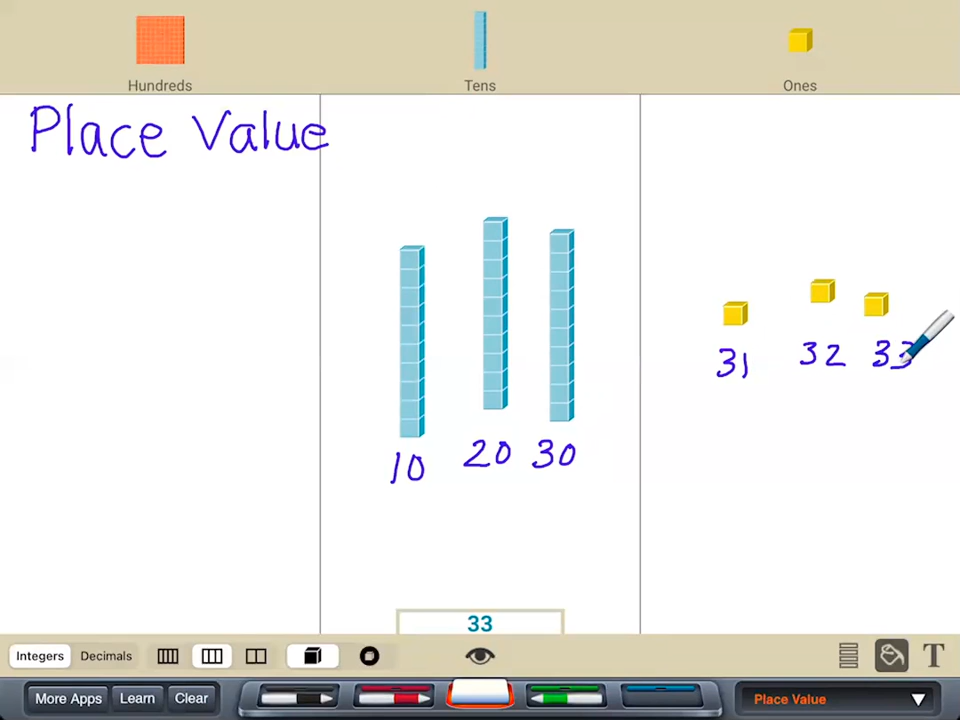 Hundreds Tens Ones
Place Value
31 32 33
10 20 30
33
Integers Decimals T
More Apps Learn Clear Place Value